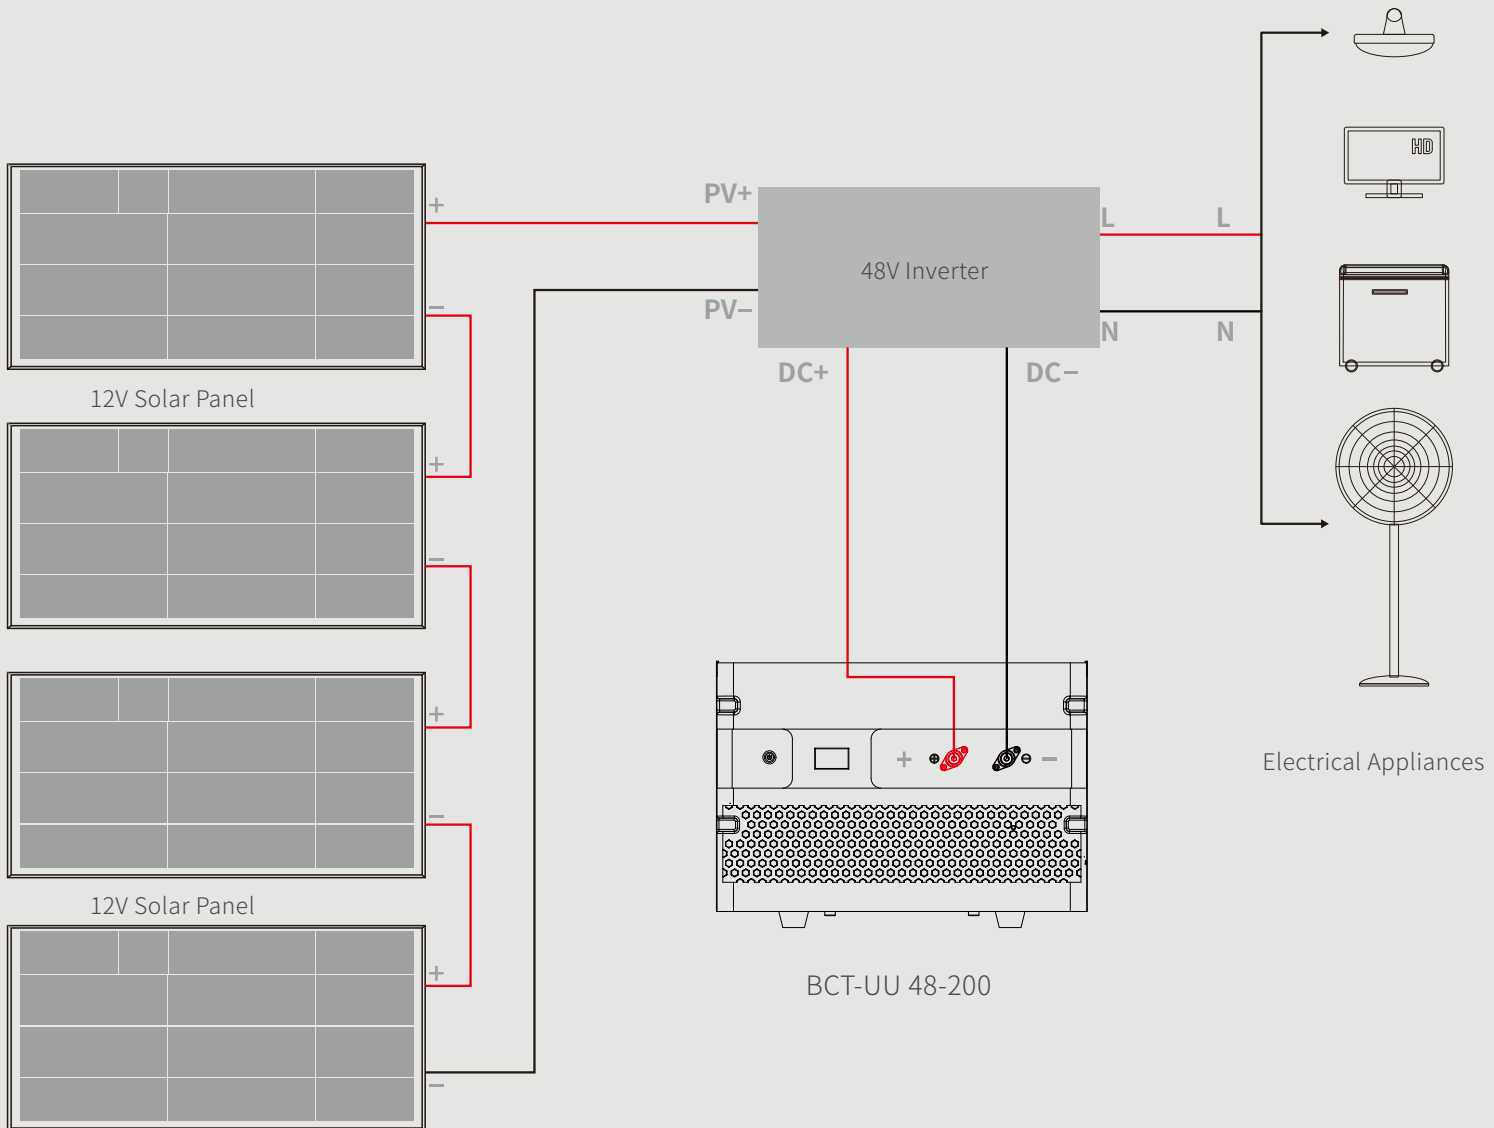 HD
+
PV+
L
L
48V Inverter
−
PV−
N
N
DC+
DC−
12V Solar Panel
+
−
+
+
−
Electrical Appliances
−
12V Solar Panel
+
BCT-UU 48-200
−